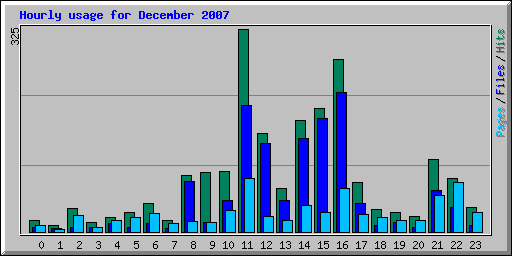 Hourly usage for December 2007
325
Pages/Files/Hits
0 1 2 3 4 5 6 7 8 9 10 11 12 13 14 15 16 17 18 19 20 21 22 23